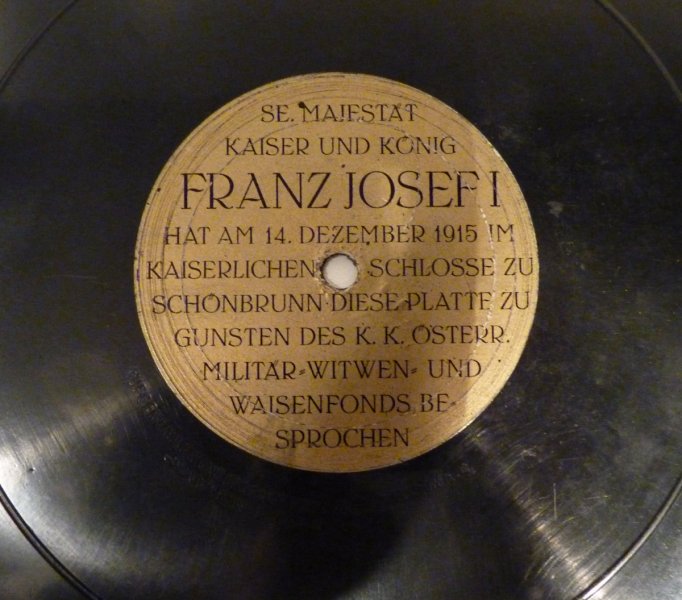 SE. MAJESTÄT
KAISER UND KÖNIG
FRANZ JOSEF I
HAT AM 14. DEZEMBER 1915 IM
KAISERLICHEN SCHLOSSE ZU
SCHÖNBRUNN DIESE PLATTE ZU
GUNSTEN DES K. K. ÖSTERR.
MILITÄR-WITWEN- UND
WAISENFONDS BE-
SPROCHEN